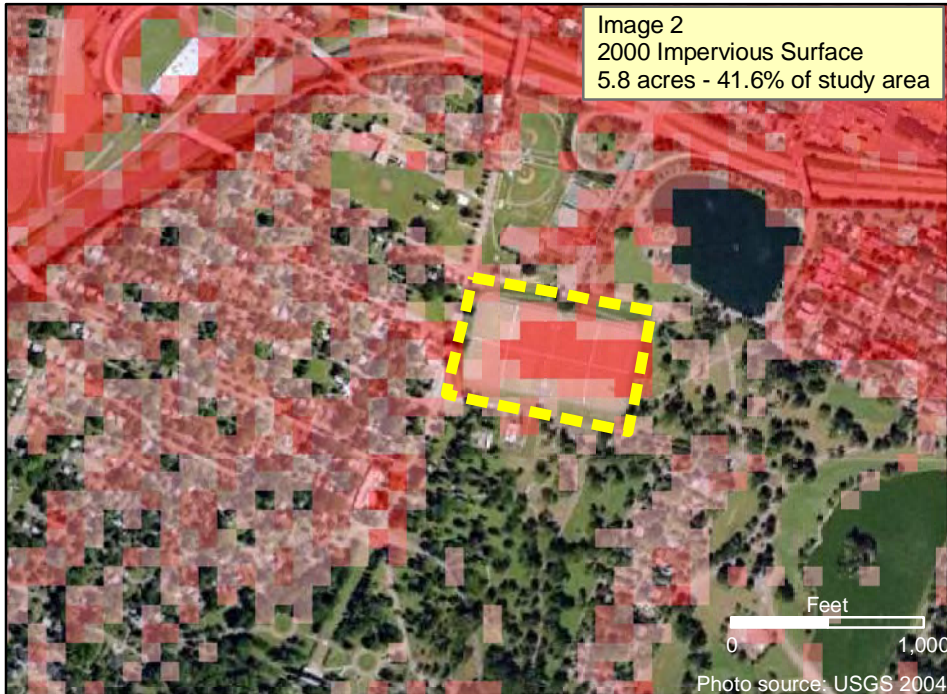 Image 2
2000 Impervious Surface
5.8 acres - 41.6% of study area
Feet
0 1,000
Photo source: USGS 2004